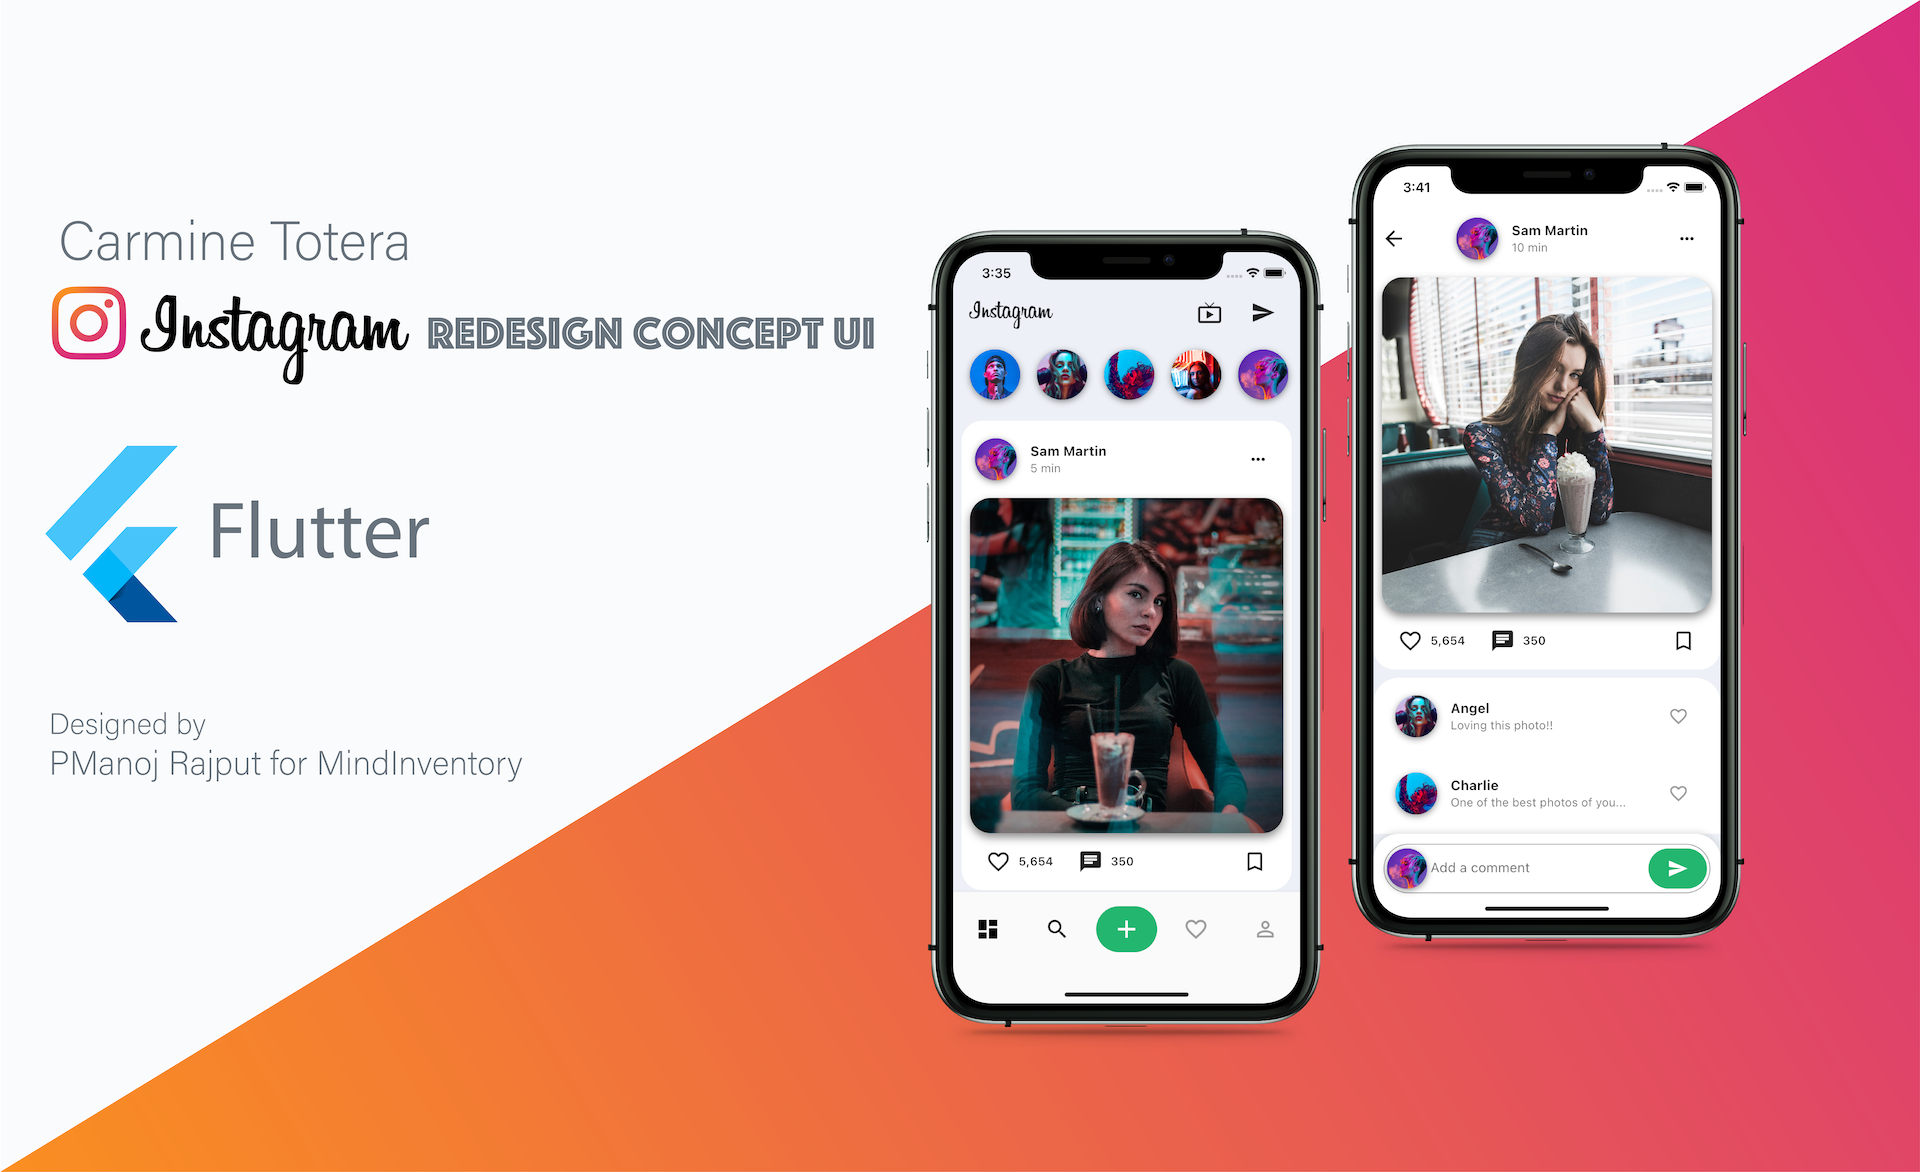 Carmine Totera
Instagram REDESIGN CONCEPT UI
Flutter
Designed by
PManoj Rajput for MindInventory
3:35
Instagram
Sam Martin
5 min
5,654 350
3:41
Sam Martin
10 min
5,654 350
Angel
Loving this photo!!
Charlie
One of the best photos of you...
Add a comment